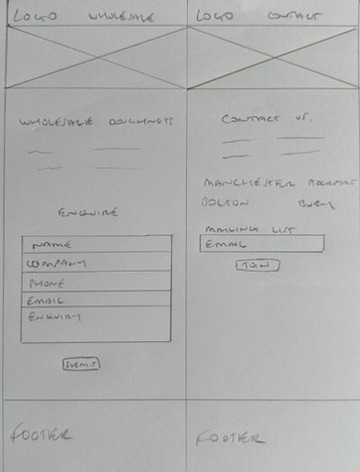 LOGO WHOLESALE
WHOLESALE DOUGHNUTS
ENQUIRE
NAME
COMPANY
PHONE
EMAIL
ENQUIRY
SUBMIT
FOOTER
LOGO CONTACT
CONTACT US.
MANCHESTER STOCKPORT
BOLTON BURY
MAILING LIST
EMAIL
JOIN
FOOTER